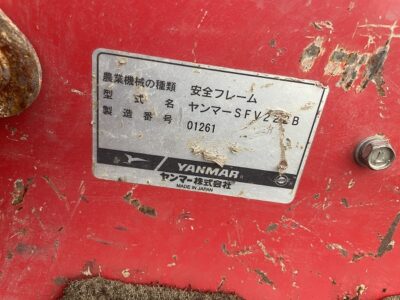 農業機械の種類 安全フレーム
型式名 ヤンマーSFV222B
製造番号 01261
YANMAR
ヤンマー株式会社
MADE IN JAPAN